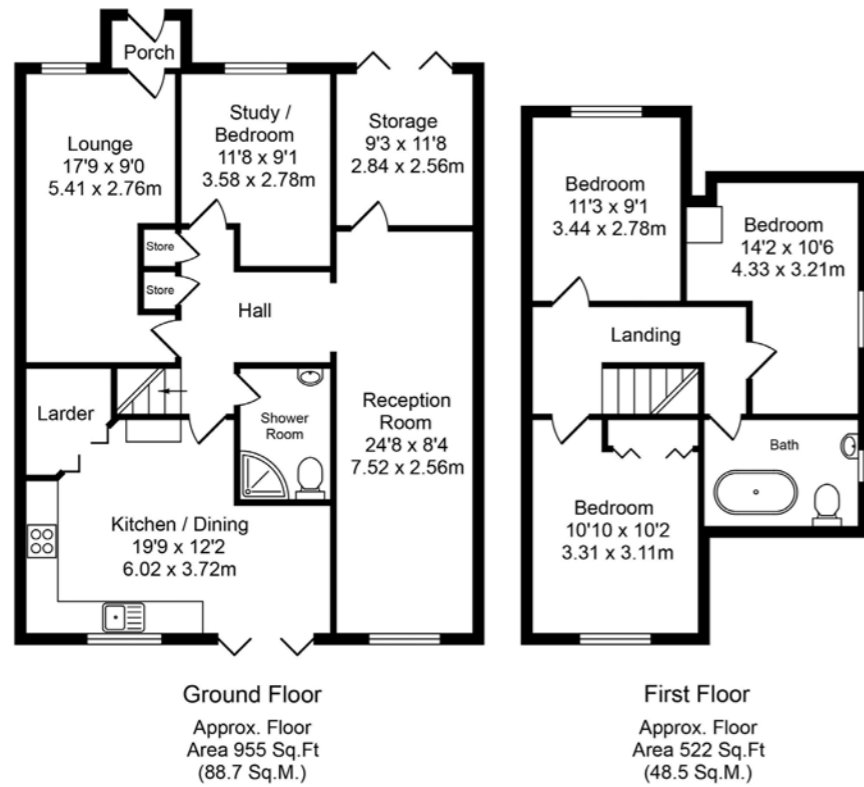 Porch
Lounge
17'9 x 9'0
5.41 x 2.76m
Study /
Bedroom
11'8 x 9'1
3.58 x 2.78m
Storage
9'3 x 11'8
2.84 x 2.56m
Store
Store
Hall
Larder
Shower
Room
Reception
Room
24'8 x 8'4
7.52 x 2.56m
Kitchen / Dining
19'9 x 12'2
6.02 x 3.72m
Ground Floor
Approx. Floor
Area 955 Sq.Ft
(88.7 Sq.M.)
Bedroom
11'3 x 9'1
3.44 x 2.78m
Bedroom
14'2 x 10'6
4.33 x 3.21m
Landing
Bath
Bedroom
10'10 x 10'2
3.31 x 3.11m
First Floor
Approx. Floor
Area 522 Sq.Ft
(48.5 Sq.M.)